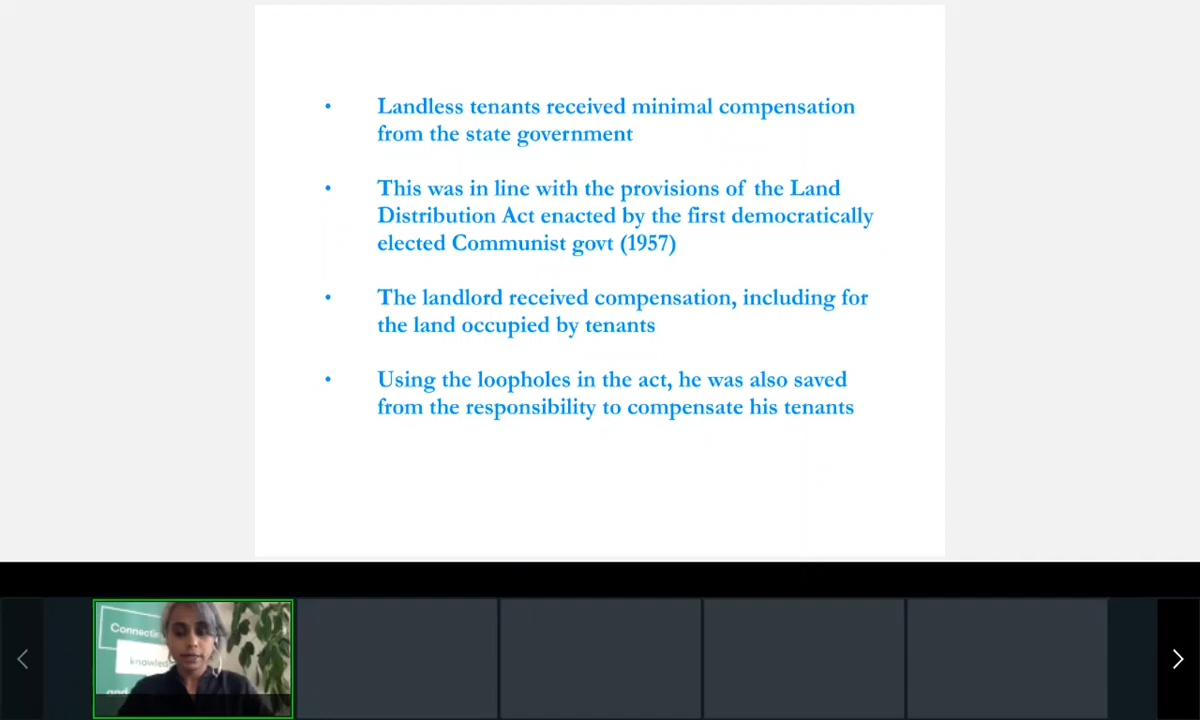 • Landless tenants received minimal compensation
from the state government
• This was in line with the provisions of the Land
Distribution Act enacted by the first democratically
elected Communist govt (1957)
• The landlord received compensation, including for
the land occupied by tenants
• Using the loopholes in the act, he was also saved
from the responsibility to compensate his tenants
Connectin
knowled
and